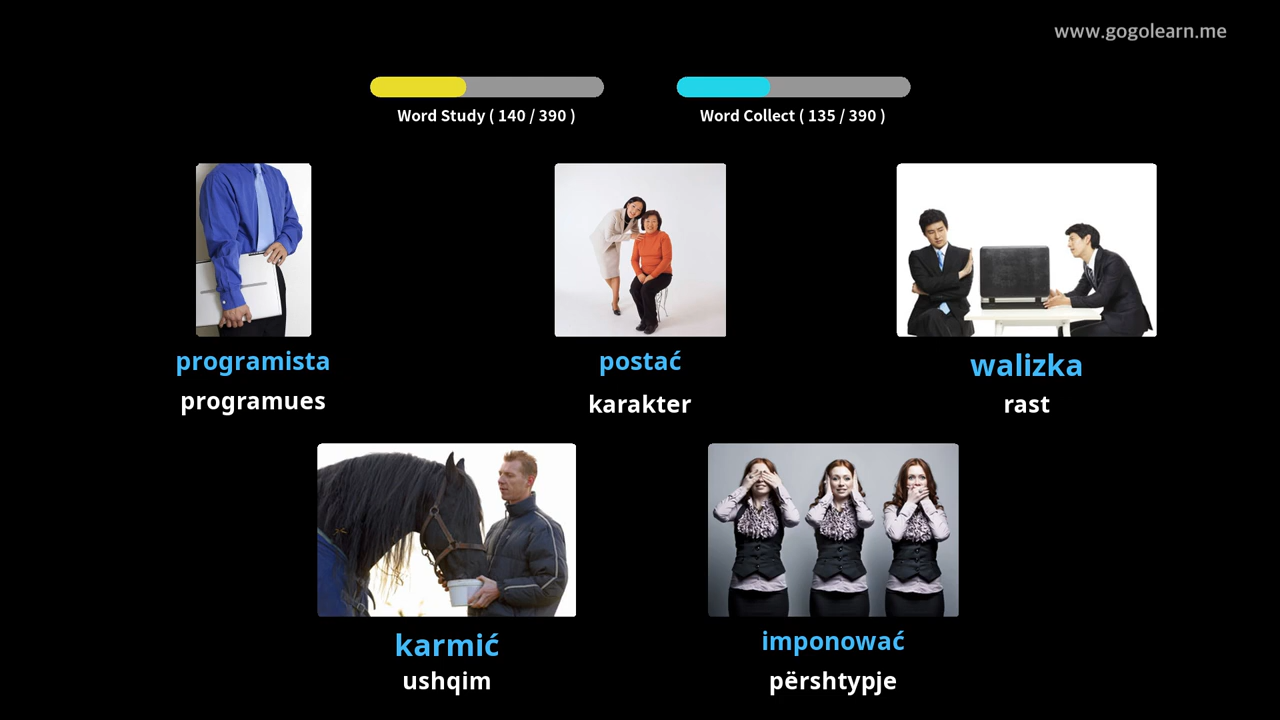 www.gogolearn.me
Word Study ( 140 / 390 )
Word Collect ( 135 / 390 )
programista
programues
postać
karakter
walizka
rast
karmić
ushqim
imponować
përshtypje